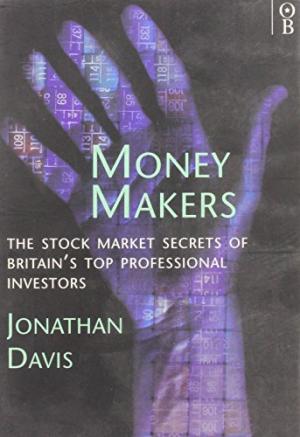 O
B
MONEY
MAKERS
THE STOCK MARKET SECRETS OF
BRITAIN'S TOP PROFESSIONAL
INVESTORS
JONATHAN
DAVIS